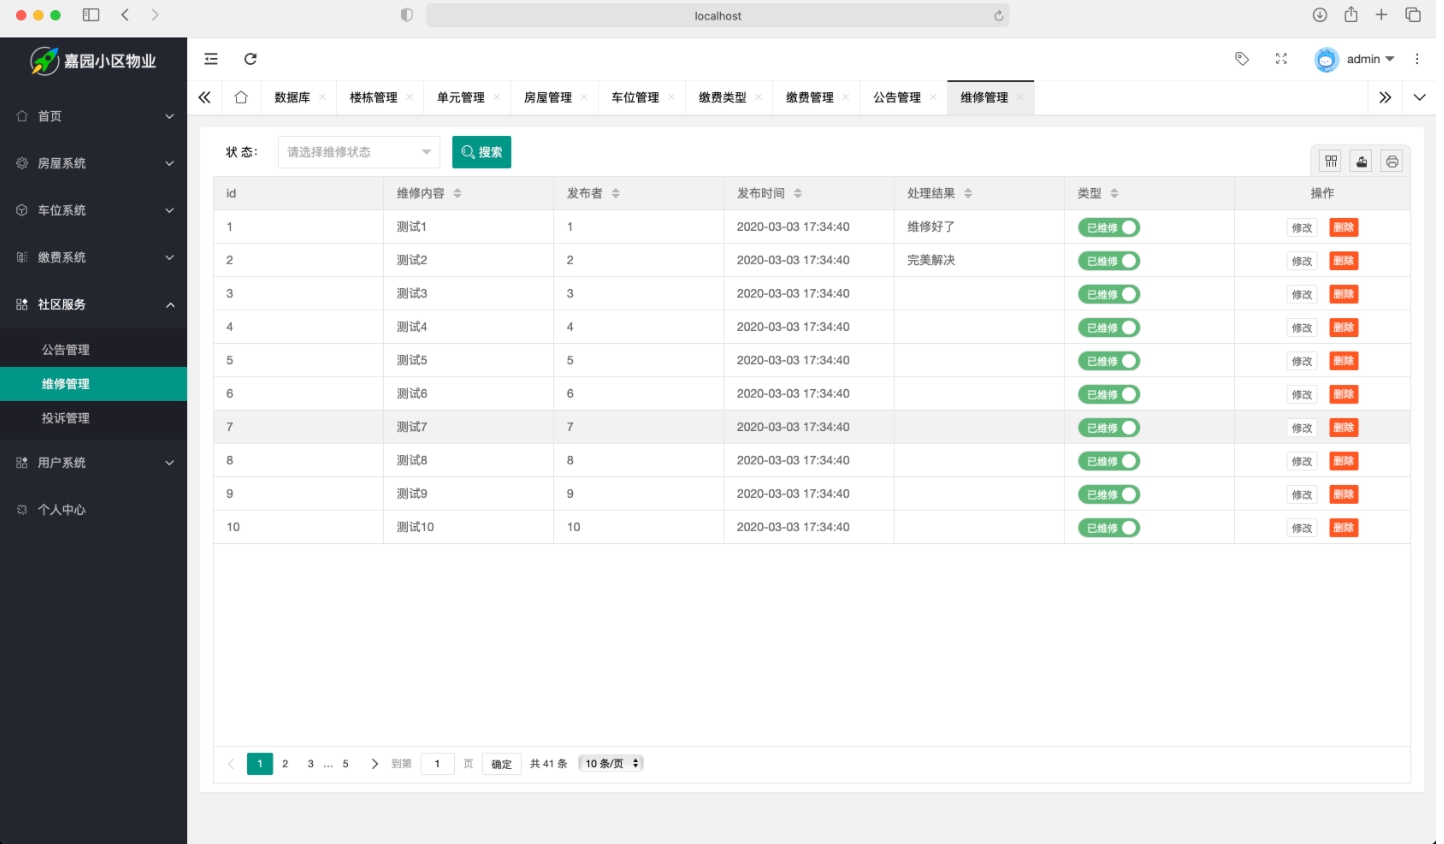 localhost
嘉园小区物业
admin
首页
房屋系统
车位系统
缴费系统
社区服务
公告管理
维修管理
投诉管理
用户系统
个人中心
数据库 楼栋管理 单元管理 房屋管理 车位管理 缴费类型 缴费管理 公告管理 维修管理
状 态： 请选择维修状态 搜索
id 维修内容 发布者 发布时间 处理结果 类型 操作
1 测试1 1 2020-03-03 17:34:40 维修好了 已维修 修改 删除
2 测试2 2 2020-03-03 17:34:40 完美解决 已维修 修改 删除
3 测试3 3 2020-03-03 17:34:40 已维修 修改 删除
4 测试4 4 2020-03-03 17:34:40 已维修 修改 删除
5 测试5 5 2020-03-03 17:34:40 已维修 修改 删除
6 测试6 6 2020-03-03 17:34:40 已维修 修改 删除
7 测试7 7 2020-03-03 17:34:40 已维修 修改 删除
8 测试8 8 2020-03-03 17:34:40 已维修 修改 删除
9 测试9 9 2020-03-03 17:34:40 已维修 修改 删除
10 测试10 10 2020-03-03 17:34:40 已维修 修改 删除
1 2 3 … 5 到第 1 页 确定 共 41 条 10 条/页